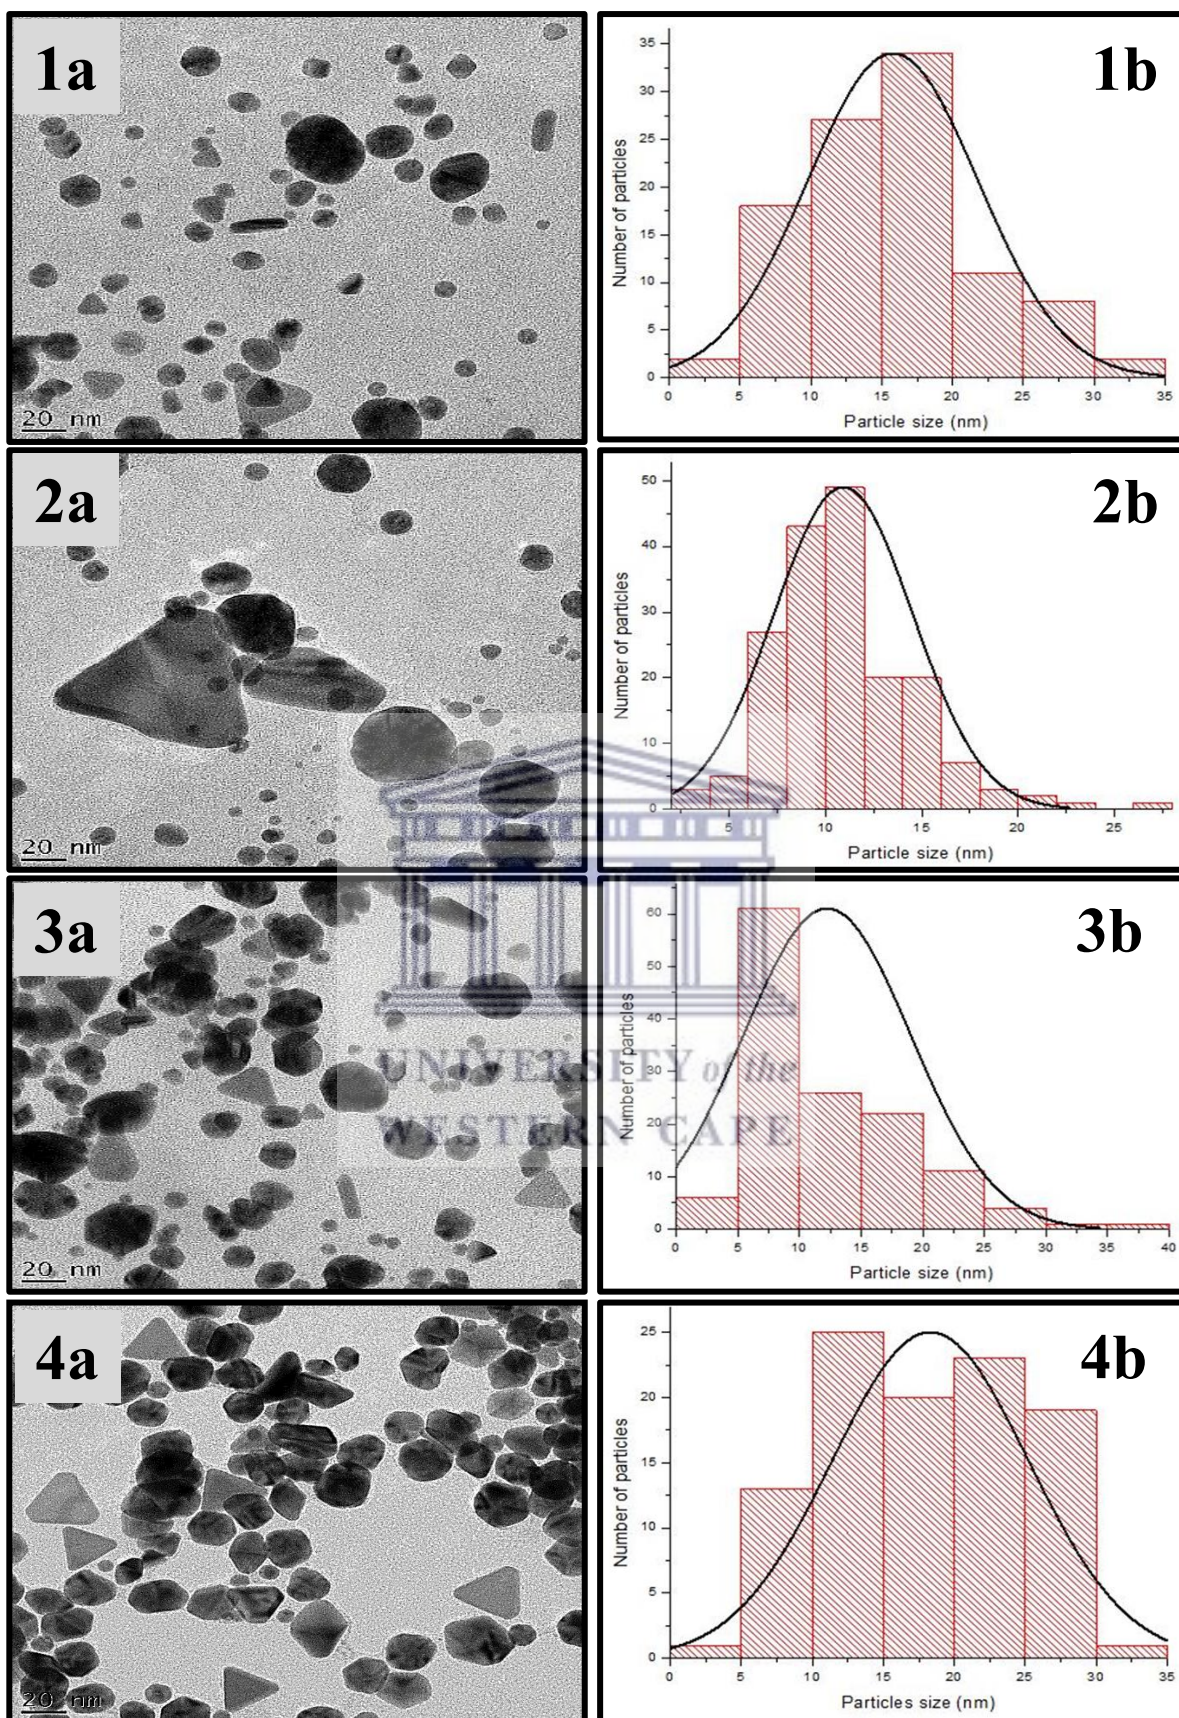 1a
20 nm
1b
35
30
25
20
15
10
5
0
Number of particles
0 5 10 15 20 25 30 35
Particle size (nm)
2a
20 nm
2b
50
40
30
20
10
0
Number of particles
5 10 15 20 25
Particle size (nm)
3a
20 nm
3b
60
50
40
30
20
10
0
Number of particles
0 5 10 15 20 25 30 35 40
Particle size (nm)
UNIVERSITY of the
WESTERN CAPE
4a
20 nm
4b
25
20
15
10
5
0
Number of particles
0 5 10 15 20 25 30 35
Particles size (nm)